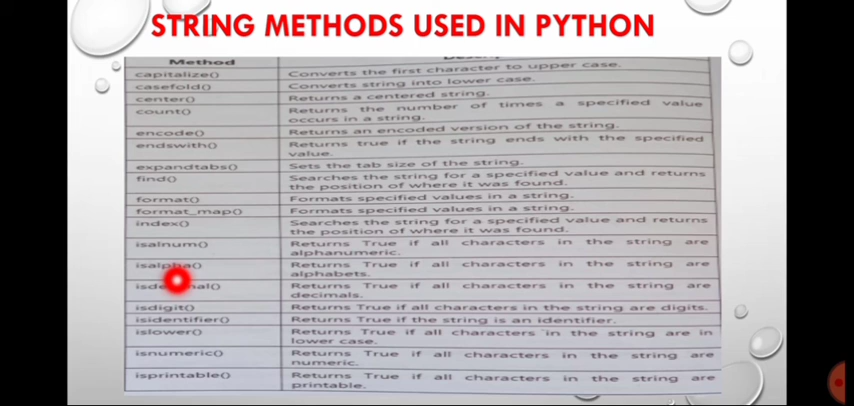 STRING METHODS USED IN PYTHON
Method
capitalize() Converts the first character to upper case.
casefold() Converts string into lower case.
center() Returns a centered string.
count() Returns the number of times a specified value
occurs in a string.
encode() Returns an encoded version of the string.
endswith() Returns true if the string ends with the specified
value.
expandtabs() Sets the tab size of the string.
find() Searches the string for a specified value and returns
the position of where it was found.
format() Formats specified values in a string.
format_map() Formats specified values in a string.
index() Searches the string for a specified value and returns
the position of where it was found.
isalnum() Returns True if all characters in the string are
alphanumeric.
isalpha() Returns True if all characters in the string are
alphabets.
Returns True if all characters in the string are
decimals.
isdigit() Returns True if all characters in the string are digits.
isidentifier() Returns True if the string is an identifier.
islower() Returns True if all characters in the string are in
lower case.
isnumeric() Returns True if all characters in the string are
numeric.
isprintable() Returns True if all characters in the string are
printable.